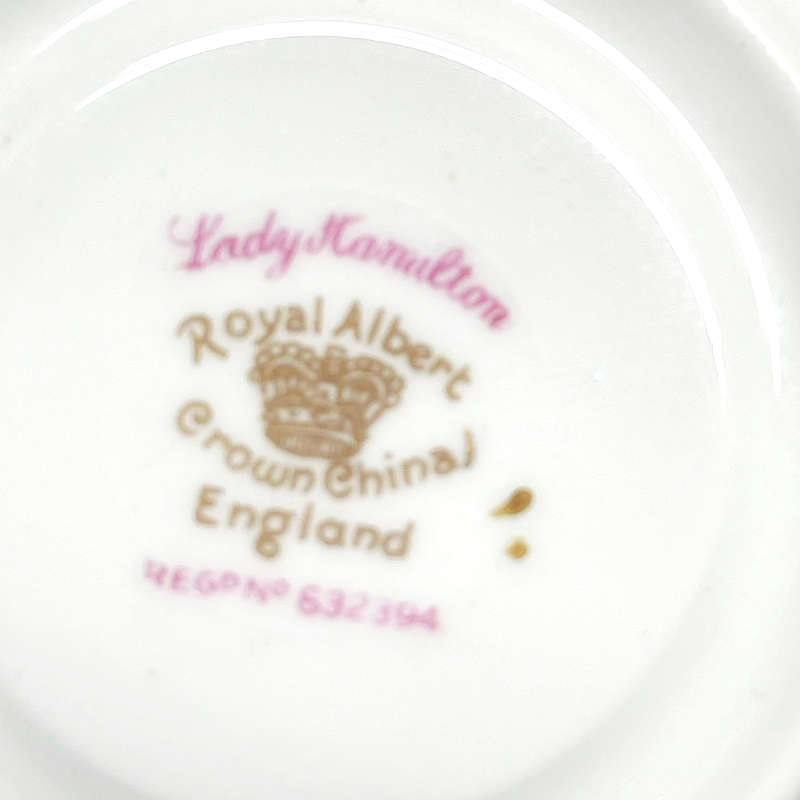 Lady Hamilton
Royal Albert
Crown China
England
REGD No 632394